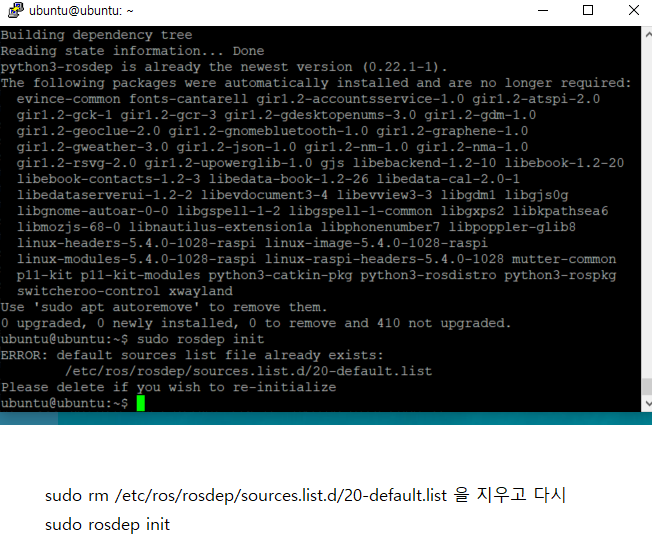 ubuntu@ubuntu: ~
Building dependency tree
Reading state information... Done
python3-rosdep is already the newest version (0.22.1-1).
The following packages were automatically installed and are no longer required:
  evince-common fonts-cantarell gir1.2-accountsservice-1.0 gir1.2-atspi-2.0
  gir1.2-gck-1 gir1.2-gcr-3 gir1.2-gdesktopenums-3.0 gir1.2-gdm-1.0
  gir1.2-geoclue-2.0 gir1.2-gnomebluetooth-1.0 gir1.2-graphene-1.0
  gir1.2-gweather-3.0 gir1.2-json-1.0 gir1.2-nm-1.0 gir1.2-nma-1.0
  gir1.2-rsvg-2.0 gir1.2-upowerglib-1.0 gjs libebackend-1.2-10 libebook-1.2-20
  libebook-contacts-1.2-3 libedata-book-1.2-26 libedata-cal-2.0-1
  libedataserverui-1.2-2 libevdocument3-4 libevview3-3 libgdm1 libgjs0g
  libgnome-autoar-0-0 libgspell-1-2 libgspell-1-common libgxps2 libkpathsea6
  libmozjs-68-0 libnautilus-extension1a libphonenumber7 libpoppler-glib8
  linux-headers-5.4.0-1028-raspi linux-image-5.4.0-1028-raspi
  linux-modules-5.4.0-1028-raspi linux-raspi-headers-5.4.0-1028 mutter-common
  p11-kit p11-kit-modules python3-catkin-pkg python3-rosdistro python3-rospkg
  switcheroo-control xwayland
Use 'sudo apt autoremove' to remove them.
0 upgraded, 0 newly installed, 0 to remove and 410 not upgraded.
ubuntu@ubuntu:~$ sudo rosdep init
ERROR: default sources list file already exists:
        /etc/ros/rosdep/sources.list.d/20-default.list
Please delete if you wish to re-initialize
ubuntu@ubuntu:~$
sudo rm /etc/ros/rosdep/sources.list.d/20-default.list 을 지우고 다시
sudo rosdep init